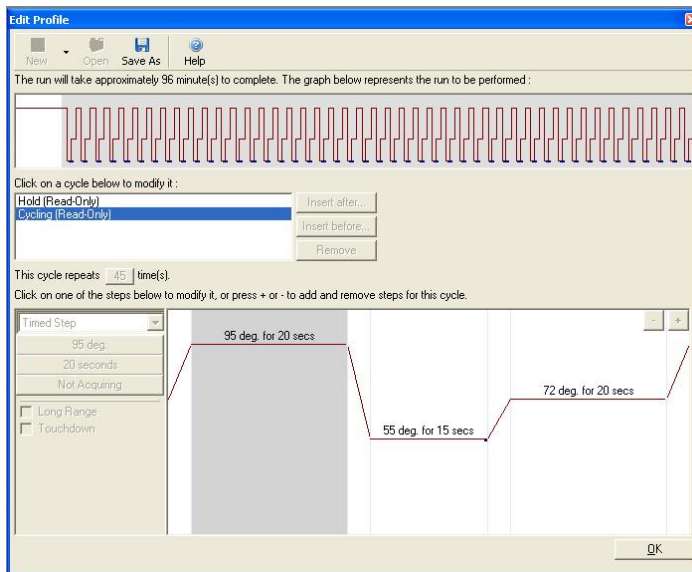 Edit Profile
New Open Save As Help
The run will take approximately 96 minute(s) to complete. The graph below represents the run to be performed :
Click on a cycle below to modify it :
Hold (Read-Only)
Cycling (Read-Only)
Insert after...
Insert before...
Remove
This cycle repeats 45 time(s).
Click on one of the steps below to modify it, or press + or - to add and remove steps for this cycle.
Timed Step
- +
95 deg.
20 seconds
Not Acquiring
Long Range
Touchdown
95 deg. for 20 secs
55 deg. for 15 secs
72 deg. for 20 secs
OK